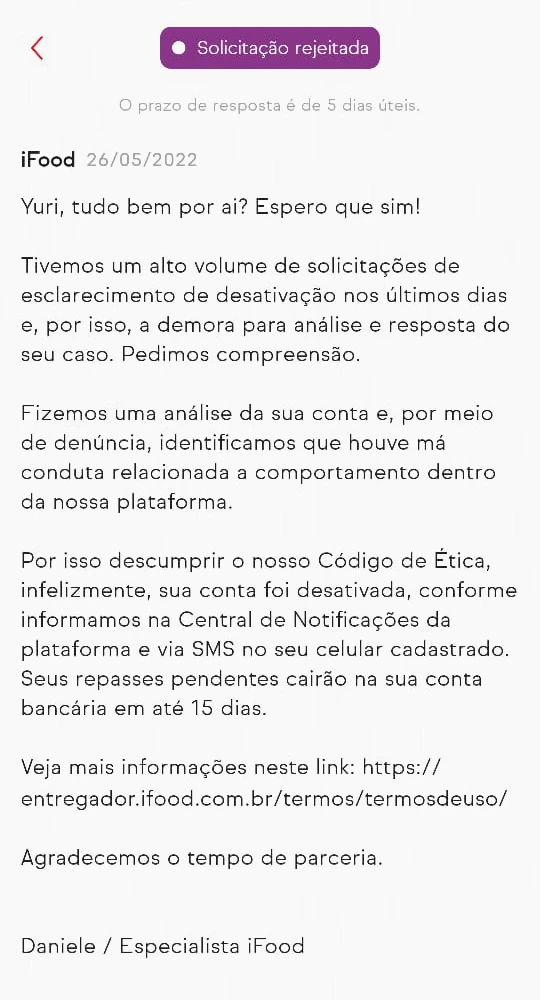 Solicitação rejeitada
O prazo de resposta é de 5 dias úteis.
iFood 26/05/2022
Yuri, tudo bem por ai? Espero que sim!
Tivemos um alto volume de solicitações de
esclarecimento de desativação nos últimos dias
e, por isso, a demora para análise e resposta do
seu caso. Pedimos compreensão.
Fizemos uma análise da sua conta e, por meio
de denúncia, identificamos que houve má
conduta relacionada a comportamento dentro
da nossa plataforma.
Por isso descumprir o nosso Código de Ética,
infelizmente, sua conta foi desativada, conforme
informamos na Central de Notificações da
plataforma e via SMS no seu celular cadastrado.
Seus repasses pendentes cairão na sua conta
bancária em até 15 dias.
Veja mais informações neste link: https://
entregador.ifood.com.br/termos/termosdeuso/
Agradecemos o tempo de parceria.
Daniele / Especialista iFood